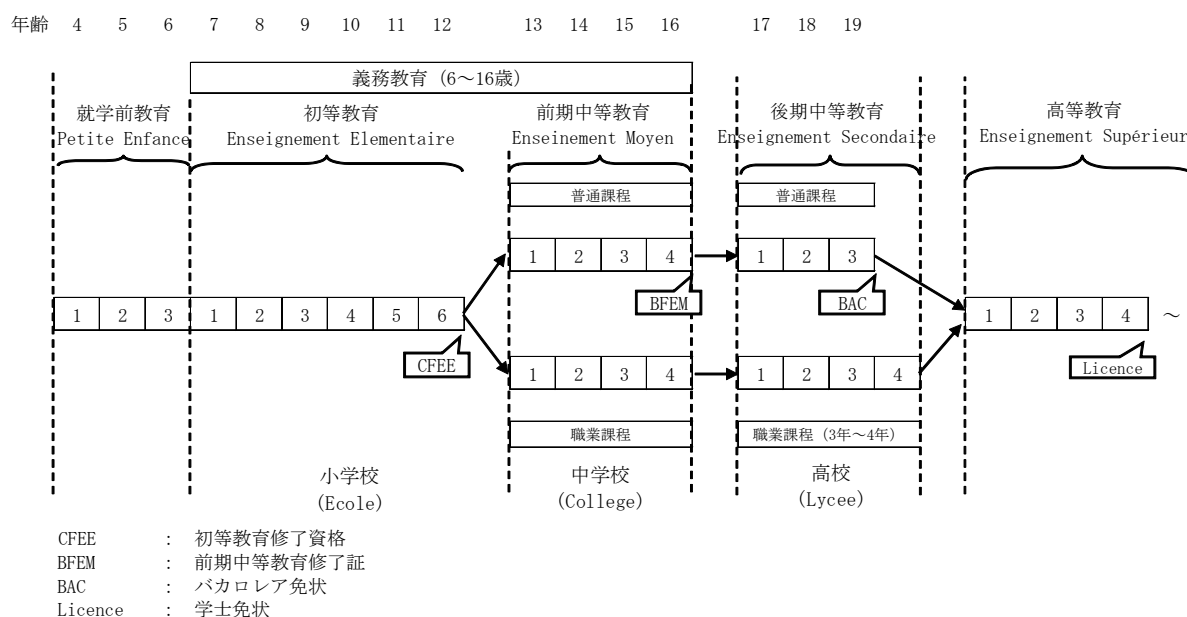 年齢 4 5 6 7 8 9 10 11 12 13 14 15 16 17 18 19
義務教育 (6～16歳)
就学前教育 初等教育 前期中等教育 後期中等教育 高等教育
Petite Enfance Enseignement Elementaire Enseinement Moyen Enseignement Secondaire Enseignement Supérieur
普通課程 普通課程
1 2 3 4 1 2 3
BFEM BAC
1 2 3 1 2 3 4 5 6 1 2 3 4 ～
CFEE Licence
1 2 3 4 1 2 3 4
職業課程 職業課程 (3年～4年)
小学校 中学校 高校
(Ecole) (College) (Lycee)
CFEE : 初等教育修了資格
BFEM : 前期中等教育修了証
BAC : バカロレア免状
Licence : 学士免状